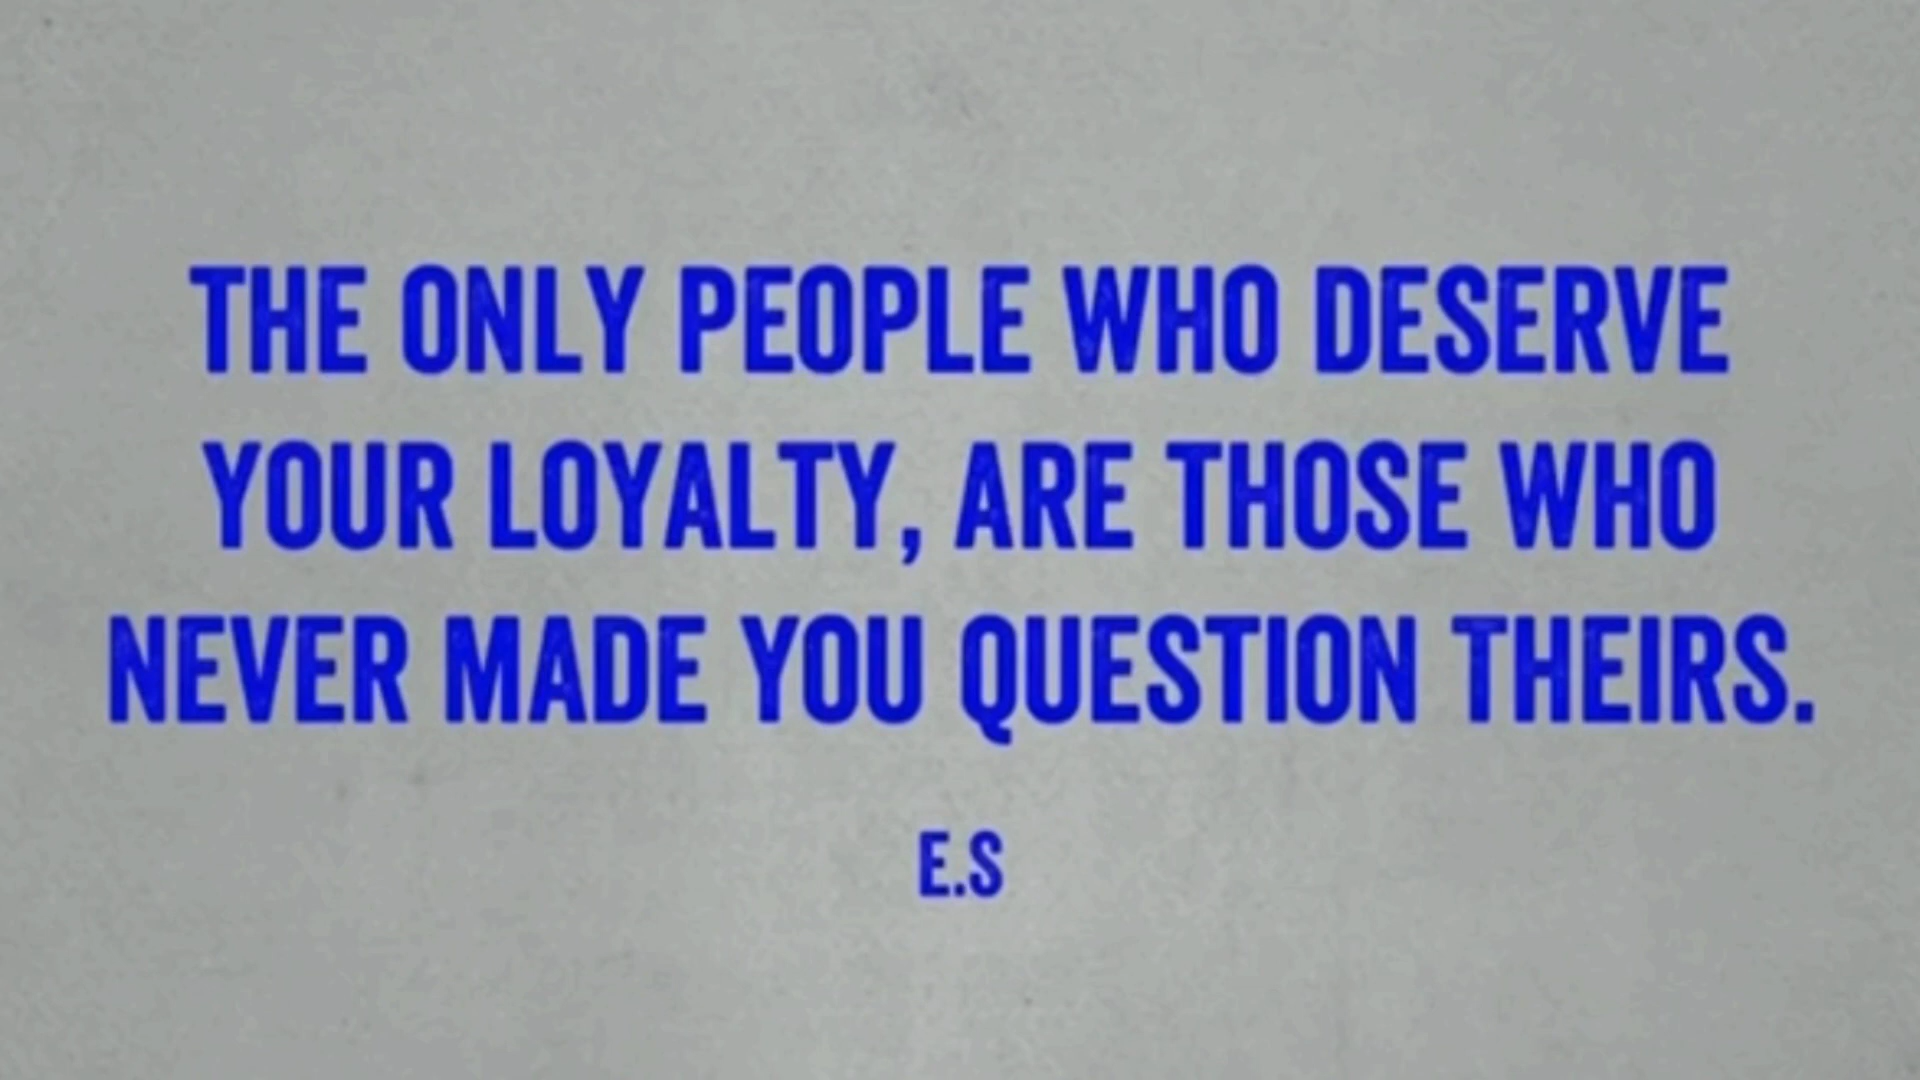 THE ONLY PEOPLE WHO DESERVE
YOUR LOYALTY, ARE THOSE WHO
NEVER MADE YOU QUESTION THEIRS.
E.S